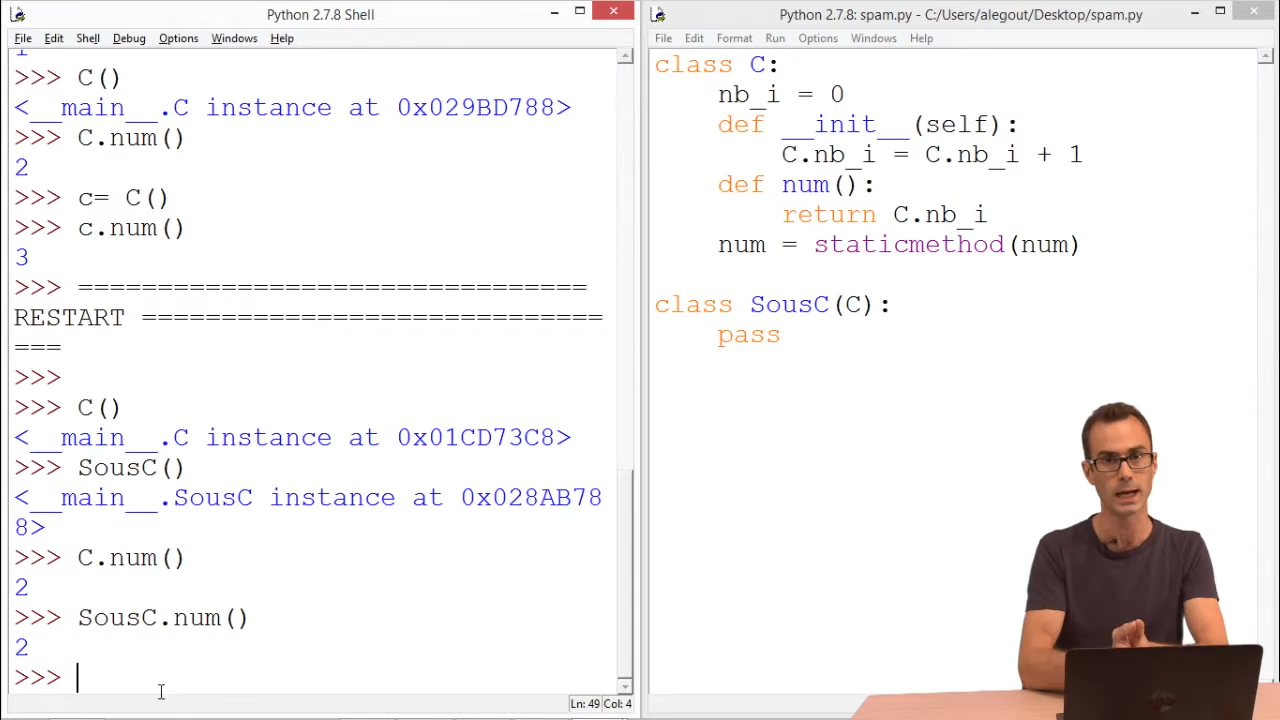 Python 2.7.8 Shell
File Edit Shell Debug Options Windows Help
1
>>> C()
<__main__.C instance at 0x029BD788>
>>> C.num()
2
>>> c= C()
>>> c.num()
3
>>> ================================
RESTART =============================
===
>>>
>>> C()
<__main__.C instance at 0x01CD73C8>
>>> SousC()
<__main__.SousC instance at 0x028AB78
8>
>>> C.num()
2
>>> SousC.num()
2
>>>
Ln: 49 Col: 4
Python 2.7.8: spam.py - C:/Users/alegout/Desktop/spam.py
File Edit Format Run Options Windows Help
class C:
    nb_i = 0
    def __init__(self):
        C.nb_i = C.nb_i + 1
    def num():
        return C.nb_i
    num = staticmethod(num)
class SousC(C):
    pass